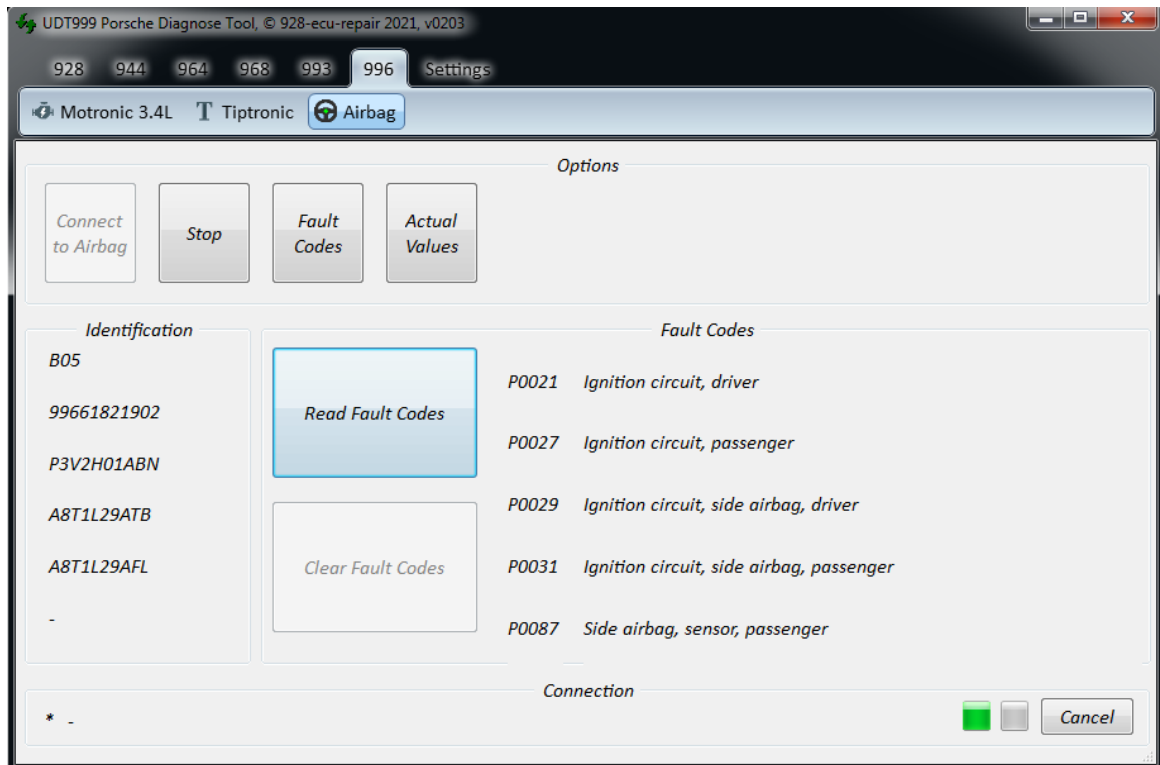 UDT999 Porsche Diagnose Tool, © 928-ecu-repair 2021, v0203
928 944 964 968 993 996 Settings
Motronic 3.4L T Tiptronic Airbag
Options
Connect to Airbag
Stop
Fault Codes
Actual Values
Identification
B05
99661821902
P3V2H01ABN
A8T1L29ATB
A8T1L29AFL
-
Fault Codes
Read Fault Codes
Clear Fault Codes
P0021 Ignition circuit, driver
P0027 Ignition circuit, passenger
P0029 Ignition circuit, side airbag, driver
P0031 Ignition circuit, side airbag, passenger
P0087 Side airbag, sensor, passenger
Connection
* -
Cancel